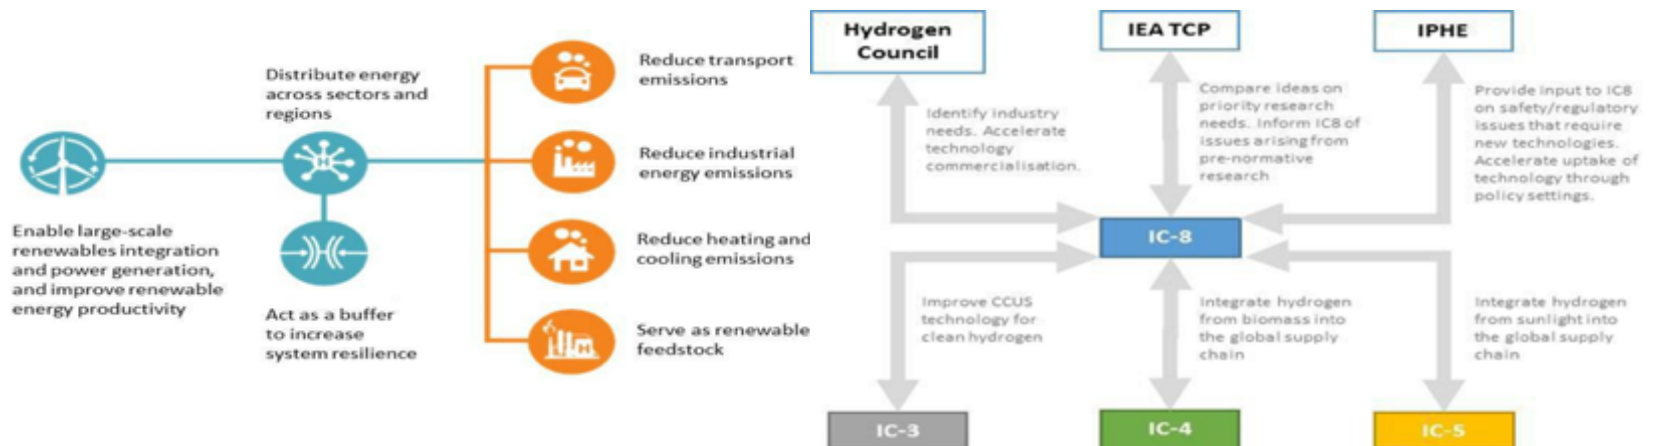 Distribute energy
across sectors and
regions
Enable large-scale
renewables integration
and power generation,
and improve renewable
energy productivity
H
Act as a buffer
to increase
system resilience
Reduce transport
emissions
Reduce industrial
energy emissions
Reduce heating and
cooling emissions
Serve as renewable
feedstock
H
Hydrogen
Council
IEA TCP
IPHE
Identify industry
needs. Accelerate
technology
commercialisation.
Compare ideas on
priority research
needs. Inform IC8 of
issues arising from
pre-normative
research
Provide input to IC8
on safety/regulatory
issues that require
new technologies.
Accelerate uptake of
technology through
policy settings.
IC-8
Improve CCUS
technology for
clean hydrogen
Integrate hydrogen
from biomass into
the global supply
chain
Integrate hydrogen
from sunlight into
the global supply
chain
IC-3
IC-4
IC-5